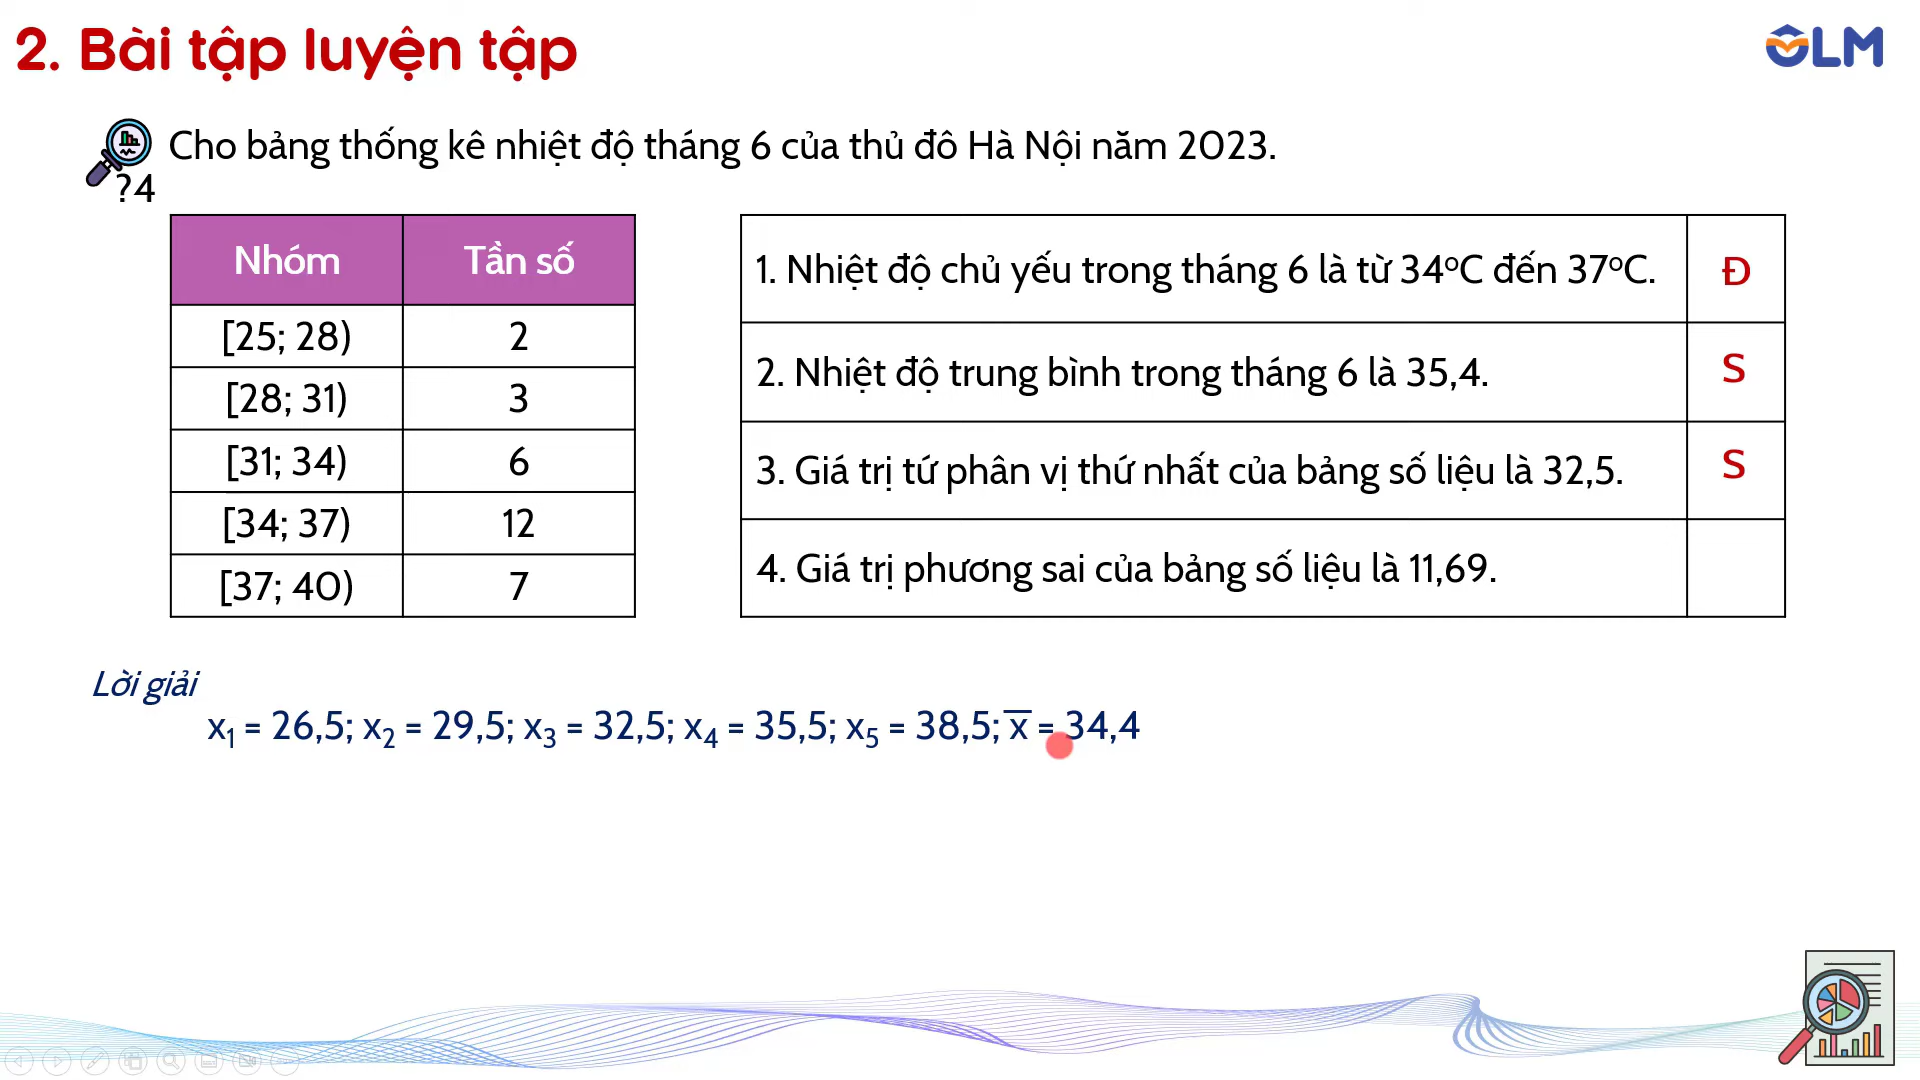 2. Bài tập luyện tập
OLM
Cho bảng thống kê nhiệt độ tháng 6 của thủ đô Hà Nội năm 2023.
?4
Nhóm Tần số
[25; 28) 2
[28; 31) 3
[31; 34) 6
[34; 37) 12
[37; 40) 7
1. Nhiệt độ chủ yếu trong tháng 6 là từ 34ºC đến 37ºC. Đ
2. Nhiệt độ trung bình trong tháng 6 là 35,4. S
3. Giá trị tứ phân vị thứ nhất của bảng số liệu là 32,5. S
4. Giá trị phương sai của bảng số liệu là 11,69.
Lời giải
x₁ = 26,5; x₂ = 29,5; x₃ = 32,5; x₄ = 35,5; x₅ = 38,5; x̅ = 34,4